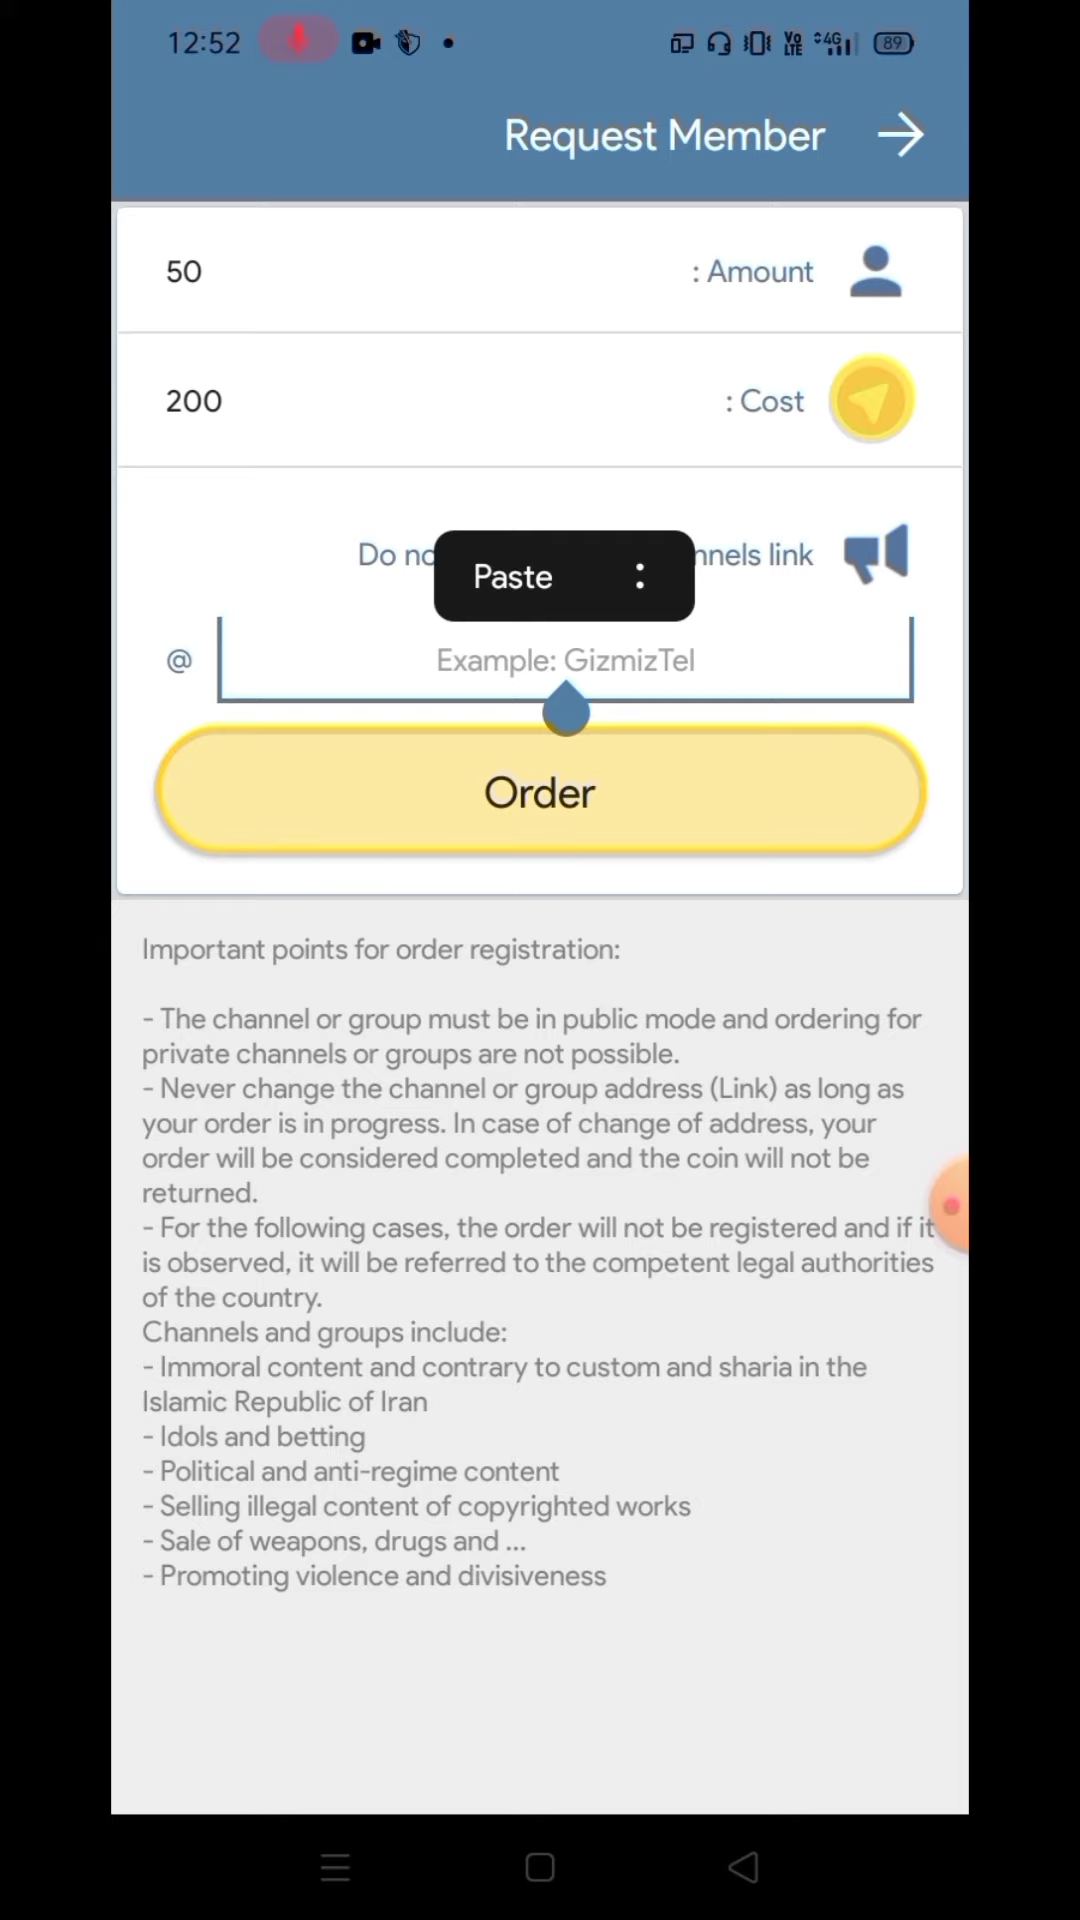 12:52
VoLTE 4G 89
Request Member
50 : Amount
200 : Cost
Do no nnels link
Paste
@ Example: GizmizTel
Order
Important points for order registration:
- The channel or group must be in public mode and ordering for
private channels or groups are not possible.
- Never change the channel or group address (Link) as long as
your order is in progress. In case of change of address, your
order will be considered completed and the coin will not be
returned.
- For the following cases, the order will not be registered and if it
is observed, it will be referred to the competent legal authorities
of the country.
Channels and groups include:
- Immoral content and contrary to custom and sharia in the
Islamic Republic of Iran
- Idols and betting
- Political and anti-regime content
- Selling illegal content of copyrighted works
- Sale of weapons, drugs and ...
- Promoting violence and divisiveness